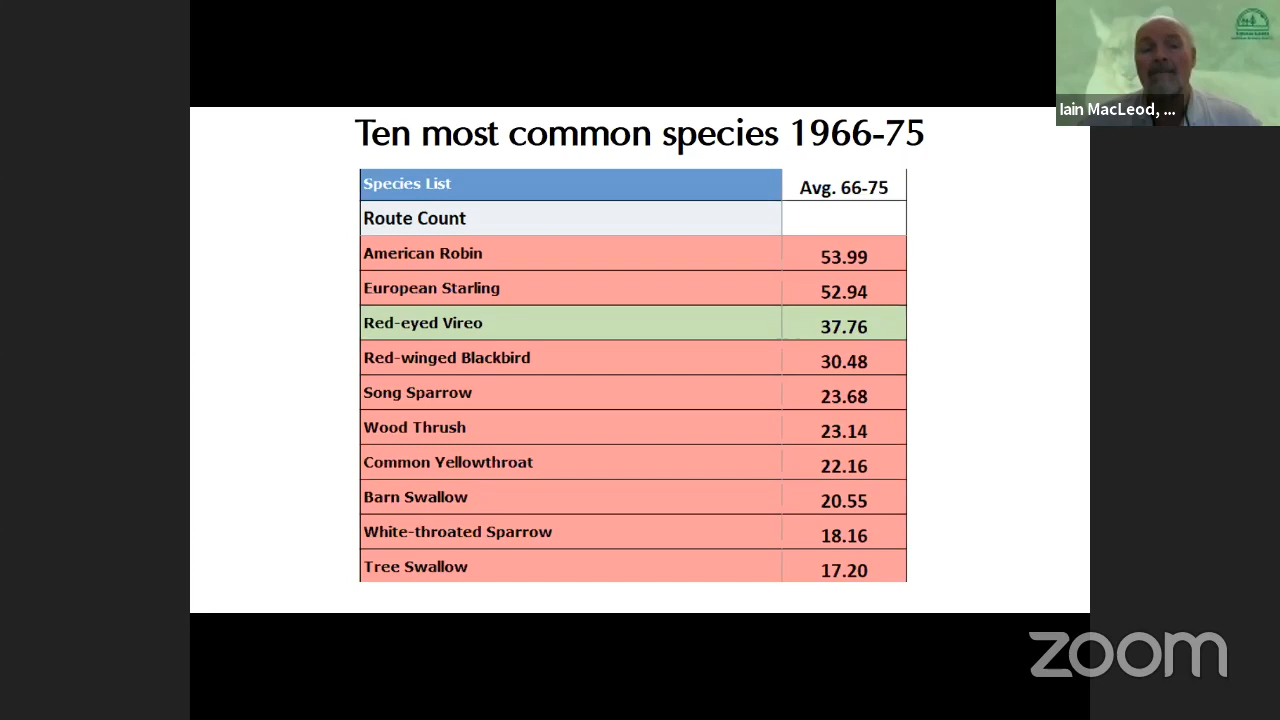 Iain MacLeod, ...
Ten most common species 1966-75
Species List Avg. 66-75
Route Count
American Robin 53.99
European Starling 52.94
Red-eyed Vireo 37.76
Red-winged Blackbird 30.48
Song Sparrow 23.68
Wood Thrush 23.14
Common Yellowthroat 22.16
Barn Swallow 20.55
White-throated Sparrow 18.16
Tree Swallow 17.20
zoom